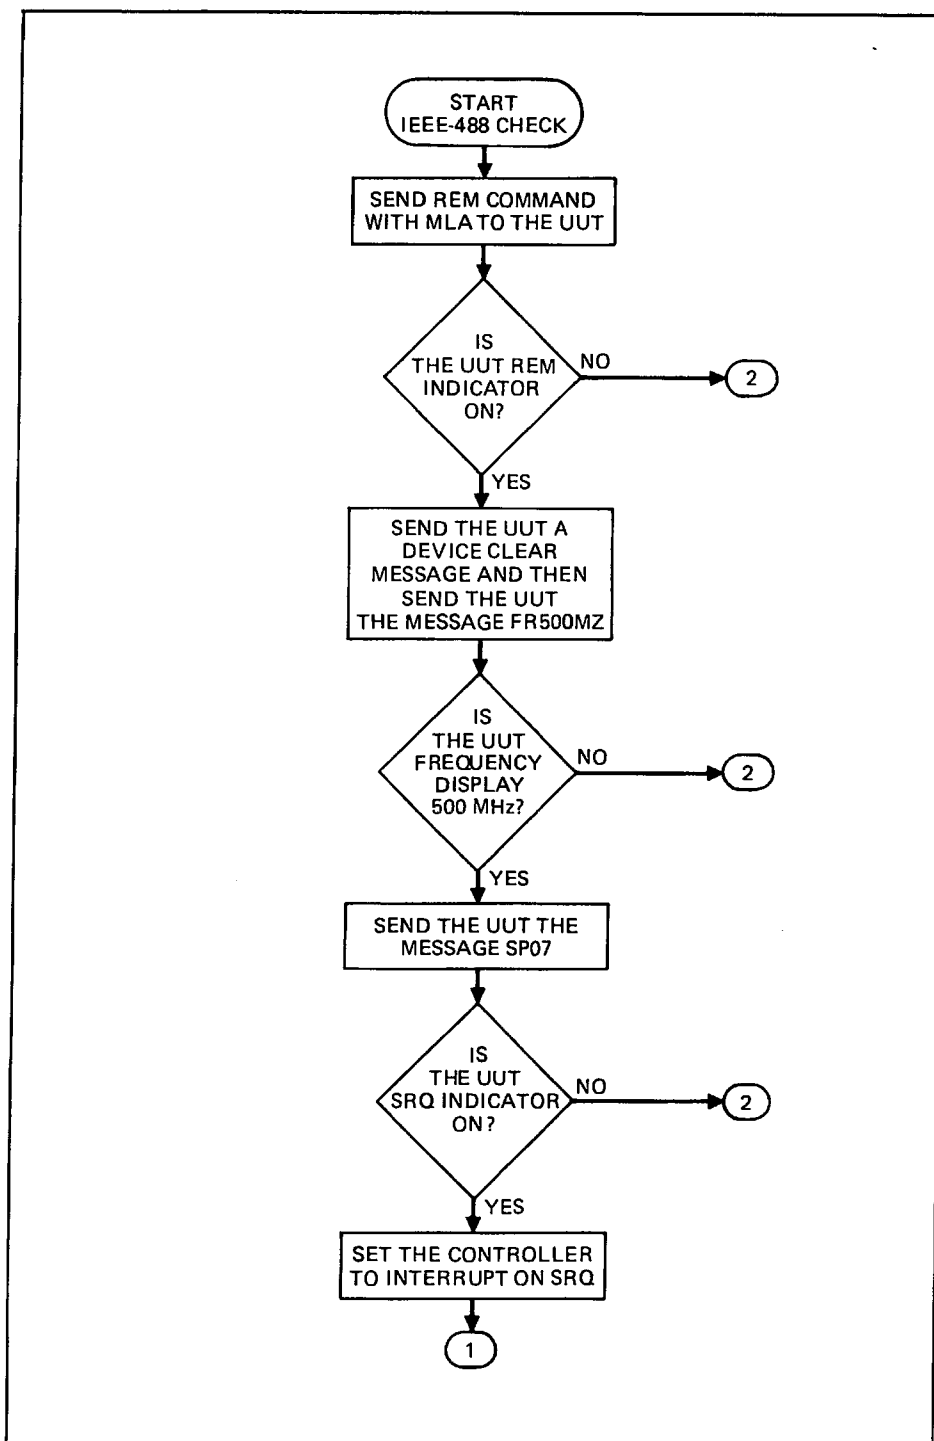 START
IEEE-488 CHECK
SEND REM COMMAND
WITH MLA TO THE UUT
IS
THE UUT REM
INDICATOR
ON?
NO
2
YES
SEND THE UUT A
DEVICE CLEAR
MESSAGE AND THEN
SEND THE UUT
THE MESSAGE FR500MZ
IS
THE UUT
FREQUENCY
DISPLAY
500 MHz?
NO
2
YES
SEND THE UUT THE
MESSAGE SP07
IS
THE UUT
SRQ INDICATOR
ON?
NO
2
YES
SET THE CONTROLLER
TO INTERRUPT ON SRQ
1